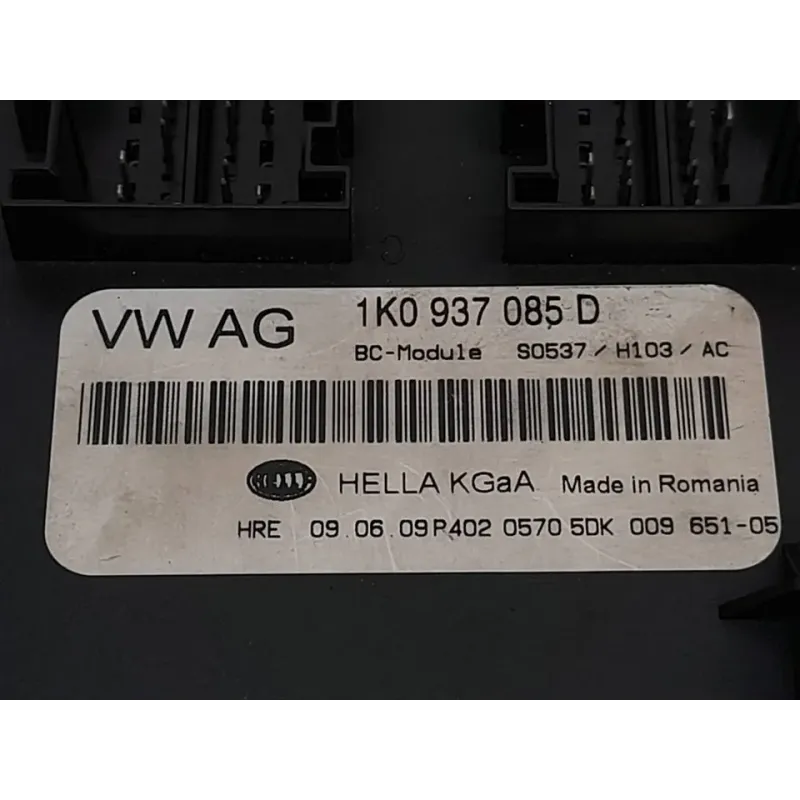 VW AG 1K0 937 085 D
BC-Module S0537/H103/AC
HELLA HELLA KGaA Made in Romania
HRE 09.06.09 P402 0570 5DK 009 651-05